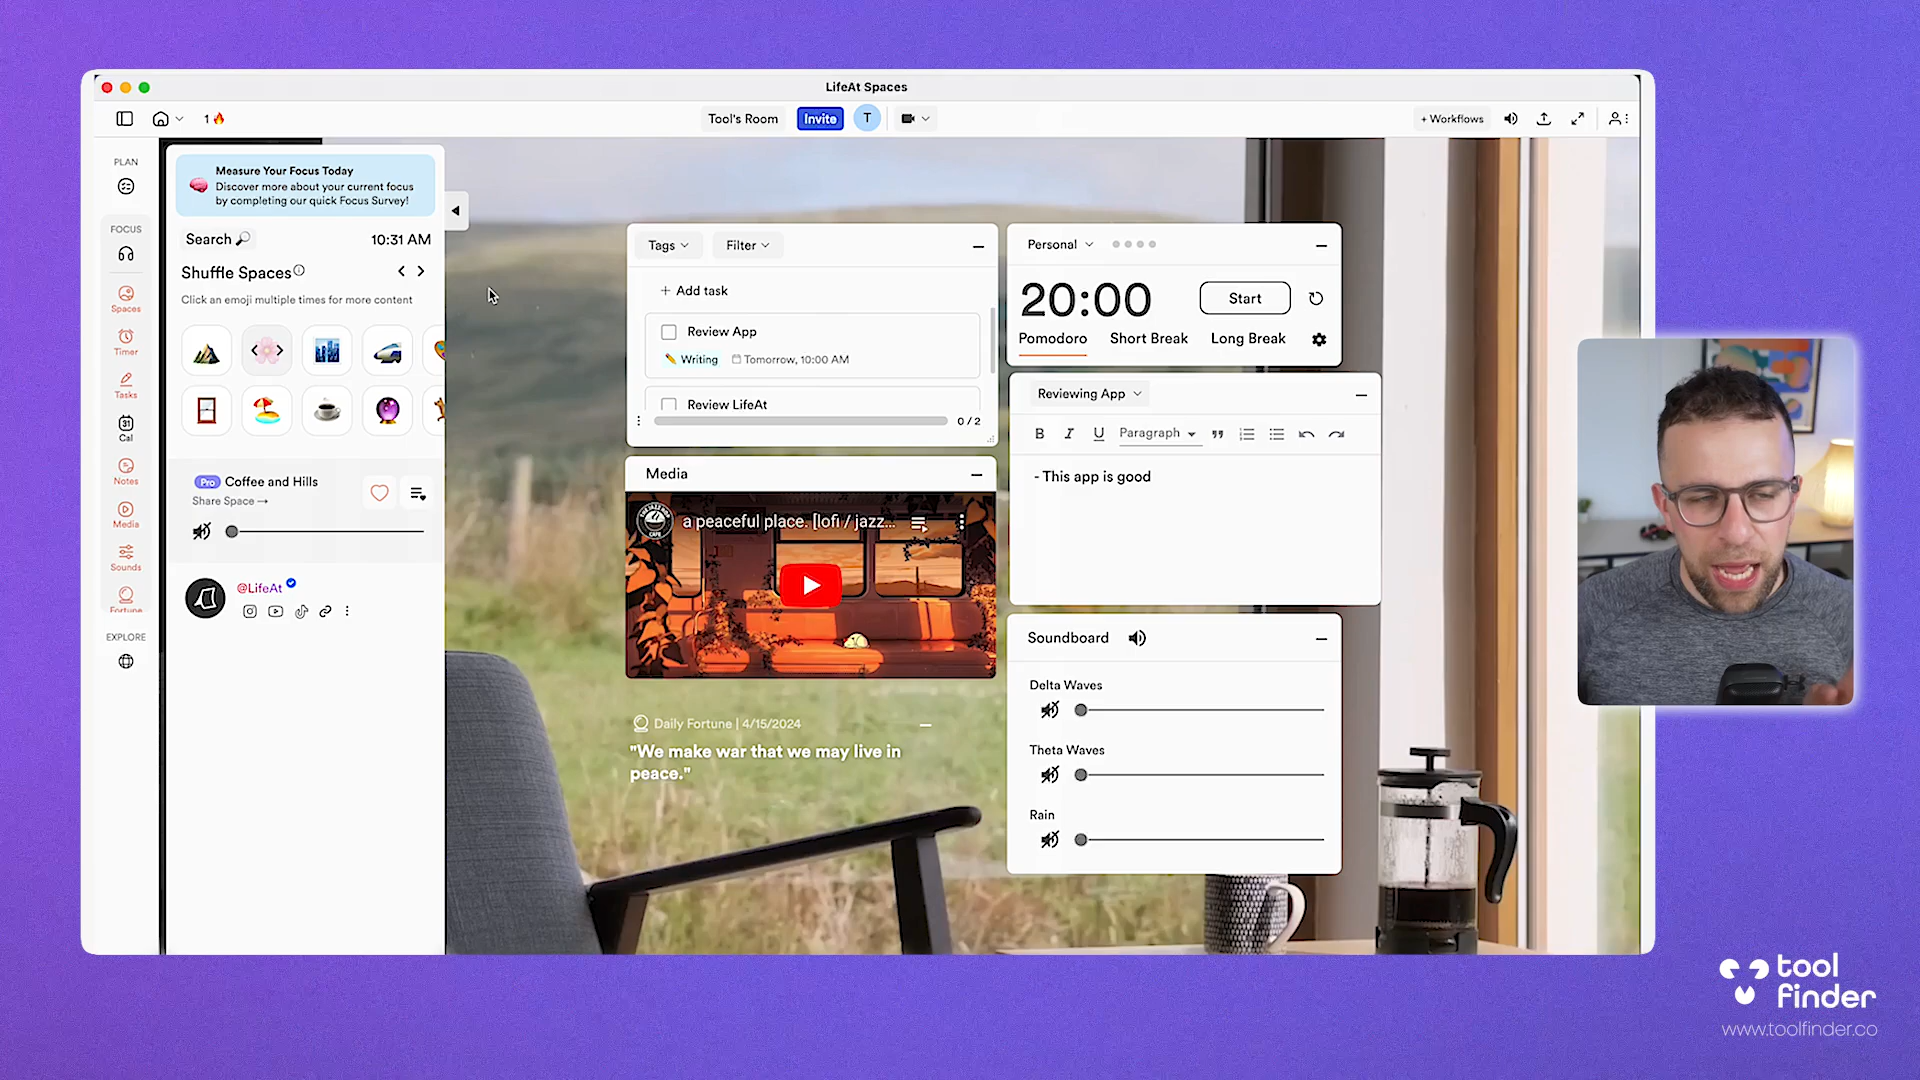 LifeAt Spaces
1
Tool's Room
Invite
T
+ Workflows
PLAN
FOCUS
Spaces
Timer
Tasks
31
Cal
Notes
Media
Sounds
Fortune
EXPLORE
Measure Your Focus Today
Discover more about your current focus
by completing our quick Focus Survey!
Search
10:31 AM
Shuffle Spaces
Click an emoji multiple times for more content
Pro Coffee and Hills
Share Space →
@LifeAt
Tags
Filter
+ Add task
Review App
Writing
Tomorrow, 10:00 AM
Review LifeAt
0 / 2
Media
a peaceful place. [lofi / jazz...
Daily Fortune | 4/15/2024
"We make war that we may live in
peace."
Personal
20:00
Start
Pomodoro
Short Break
Long Break
Reviewing App
B I U Paragraph
- This app is good
Soundboard
Delta Waves
Theta Waves
Rain
tool
finder
www.toolfinder.co